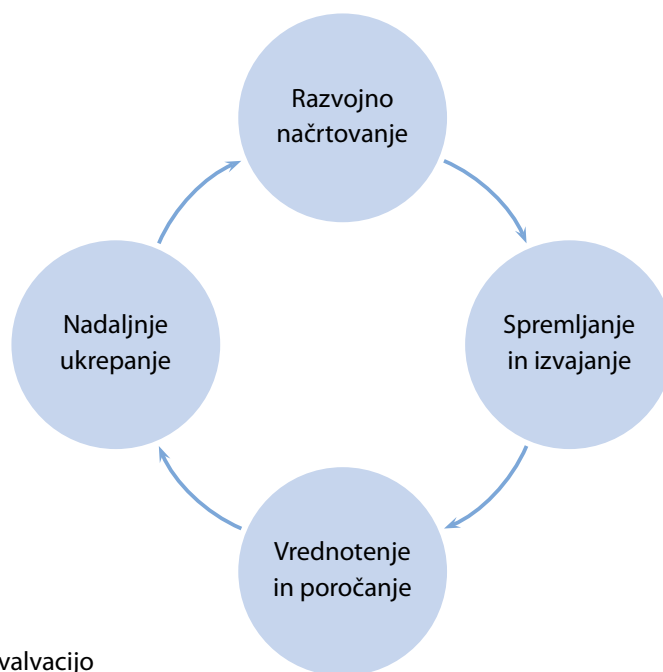 Razvojno
načrtovanje
Spremljanje
in izvajanje
Vrednotenje
in poročanje
Nadaljnje
ukrepanje
valvacijo